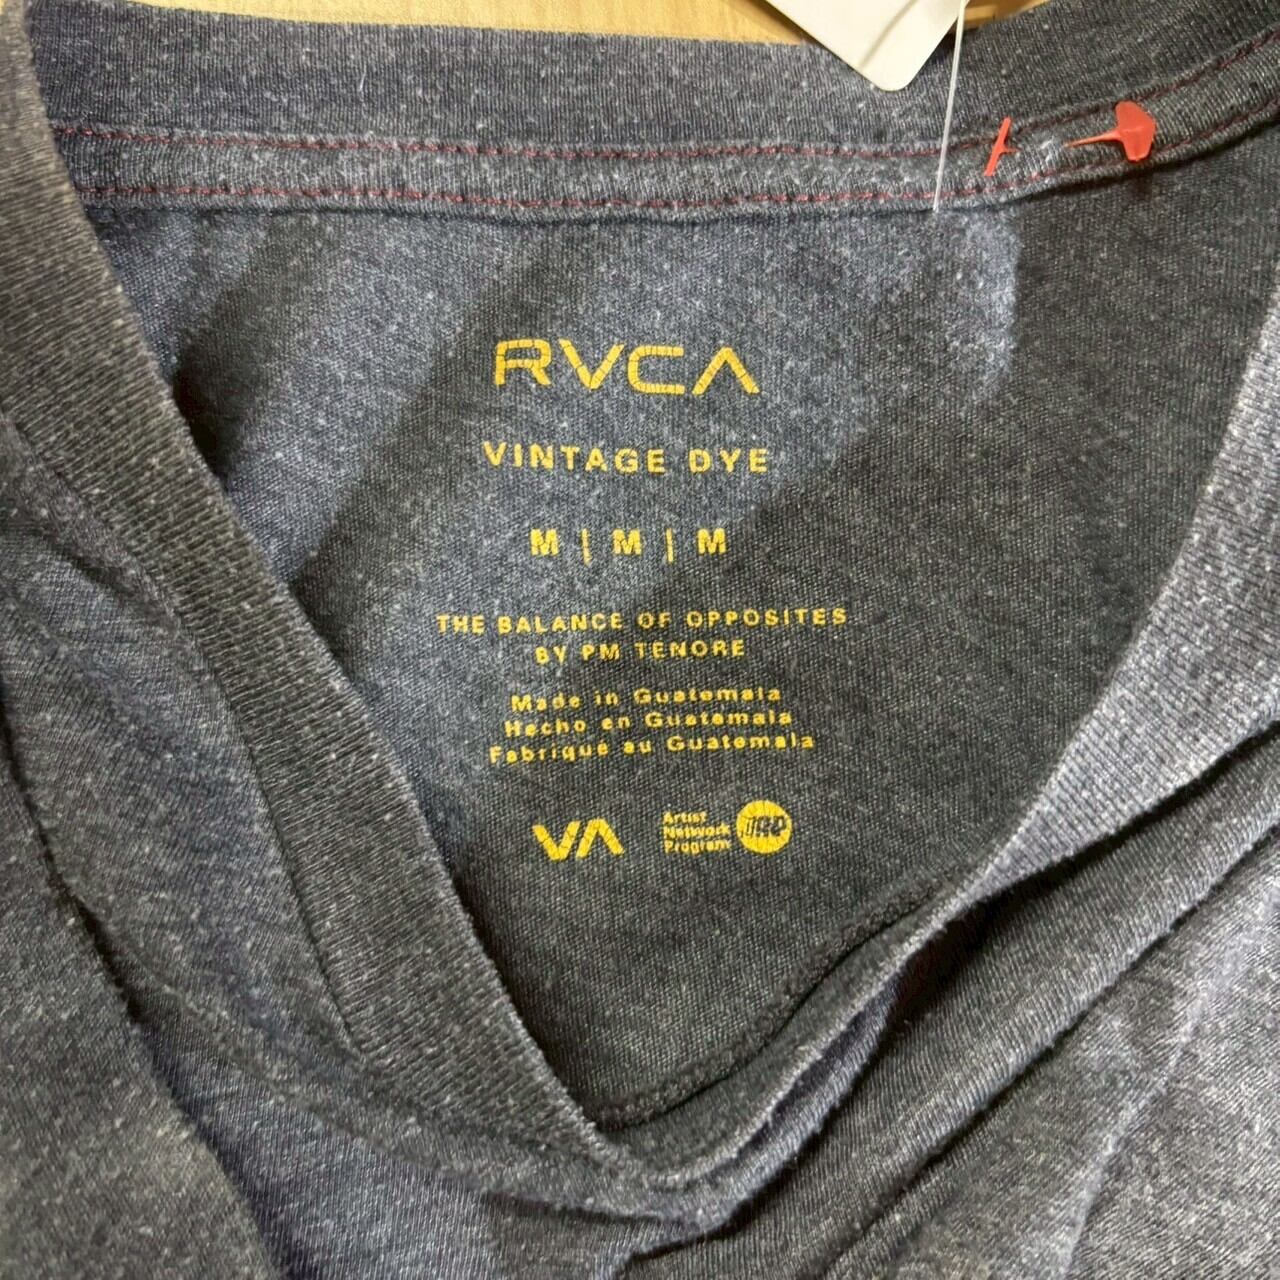 RVCA
VINTAGE DYE
M | M | M
THE BALANCE OF OPPOSITES
BY PM TENORE
Made in Guatemala
Hecho en Guatemala
Fabrique au Guatemala
VA
Artist
Network
Program